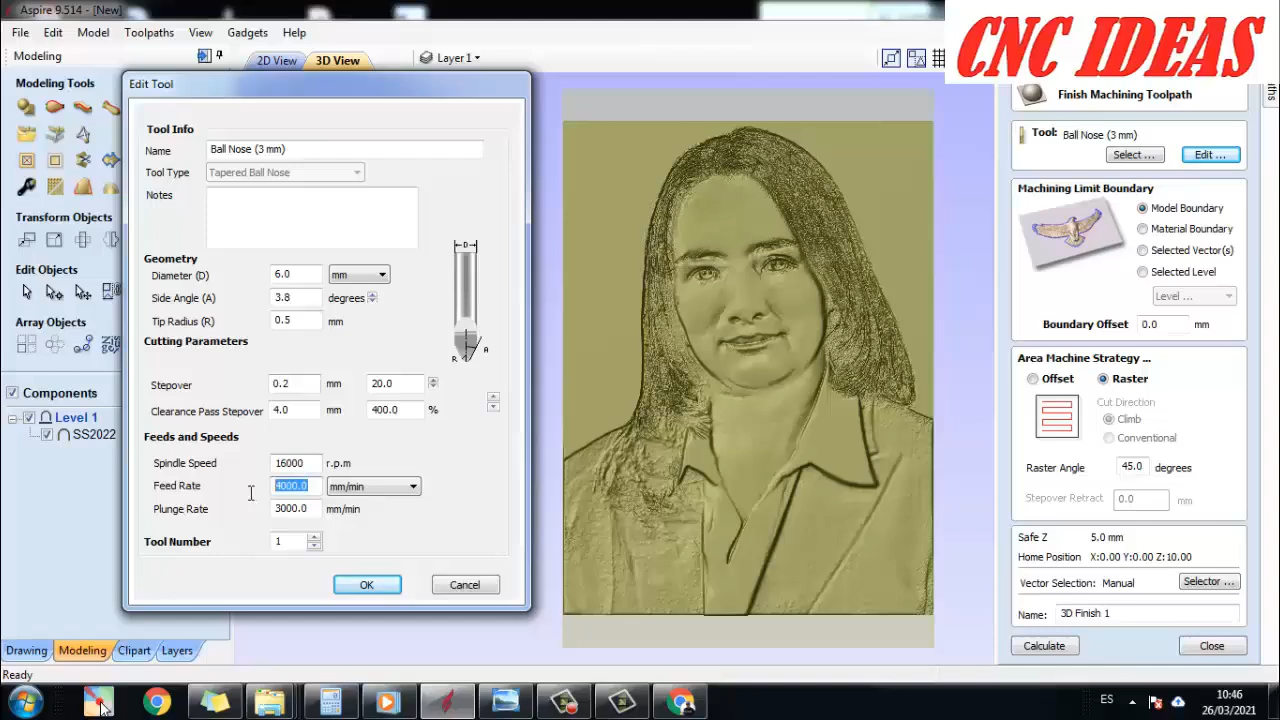 Aspire 9.514 - [New]
File Edit Model Toolpaths View Gadgets Help
CNC IDEAS
Modeling
2D View 3D View Layer 1
Modeling Tools
Transform Objects
Edit Objects
Array Objects
Components
Level 1
SS2022
Drawing Modeling Clipart Layers
Ready
Edit Tool
Tool Info
Name Ball Nose (3 mm)
Tool Type Tapered Ball Nose
Notes
Geometry
Diameter (D) 6.0 mm
Side Angle (A) 3.8 degrees
Tip Radius (R) 0.5 mm
D
A
R
Cutting Parameters
Stepover 0.2 mm 20.0
Clearance Pass Stepover 4.0 mm 400.0 %
Feeds and Speeds
Spindle Speed 16000 r.p.m
Feed Rate 4000.0 mm/min
Plunge Rate 3000.0 mm/min
Tool Number 1
OK Cancel
Finish Machining Toolpath
Tool: Ball Nose (3 mm)
Select ... Edit ...
Machining Limit Boundary
Model Boundary
Material Boundary
Selected Vector(s)
Selected Level
Level ...
Boundary Offset 0.0 mm
Area Machine Strategy ...
Offset Raster
Cut Direction
Climb
Conventional
Raster Angle 45.0 degrees
Stepover Retract 0.0 mm
Safe Z 5.0 mm
Home Position X:0.00 Y:0.00 Z:10.00
Vector Selection: Manual Selector ...
Name: 3D Finish 1
Calculate Close
ES
10:46
26/03/2021